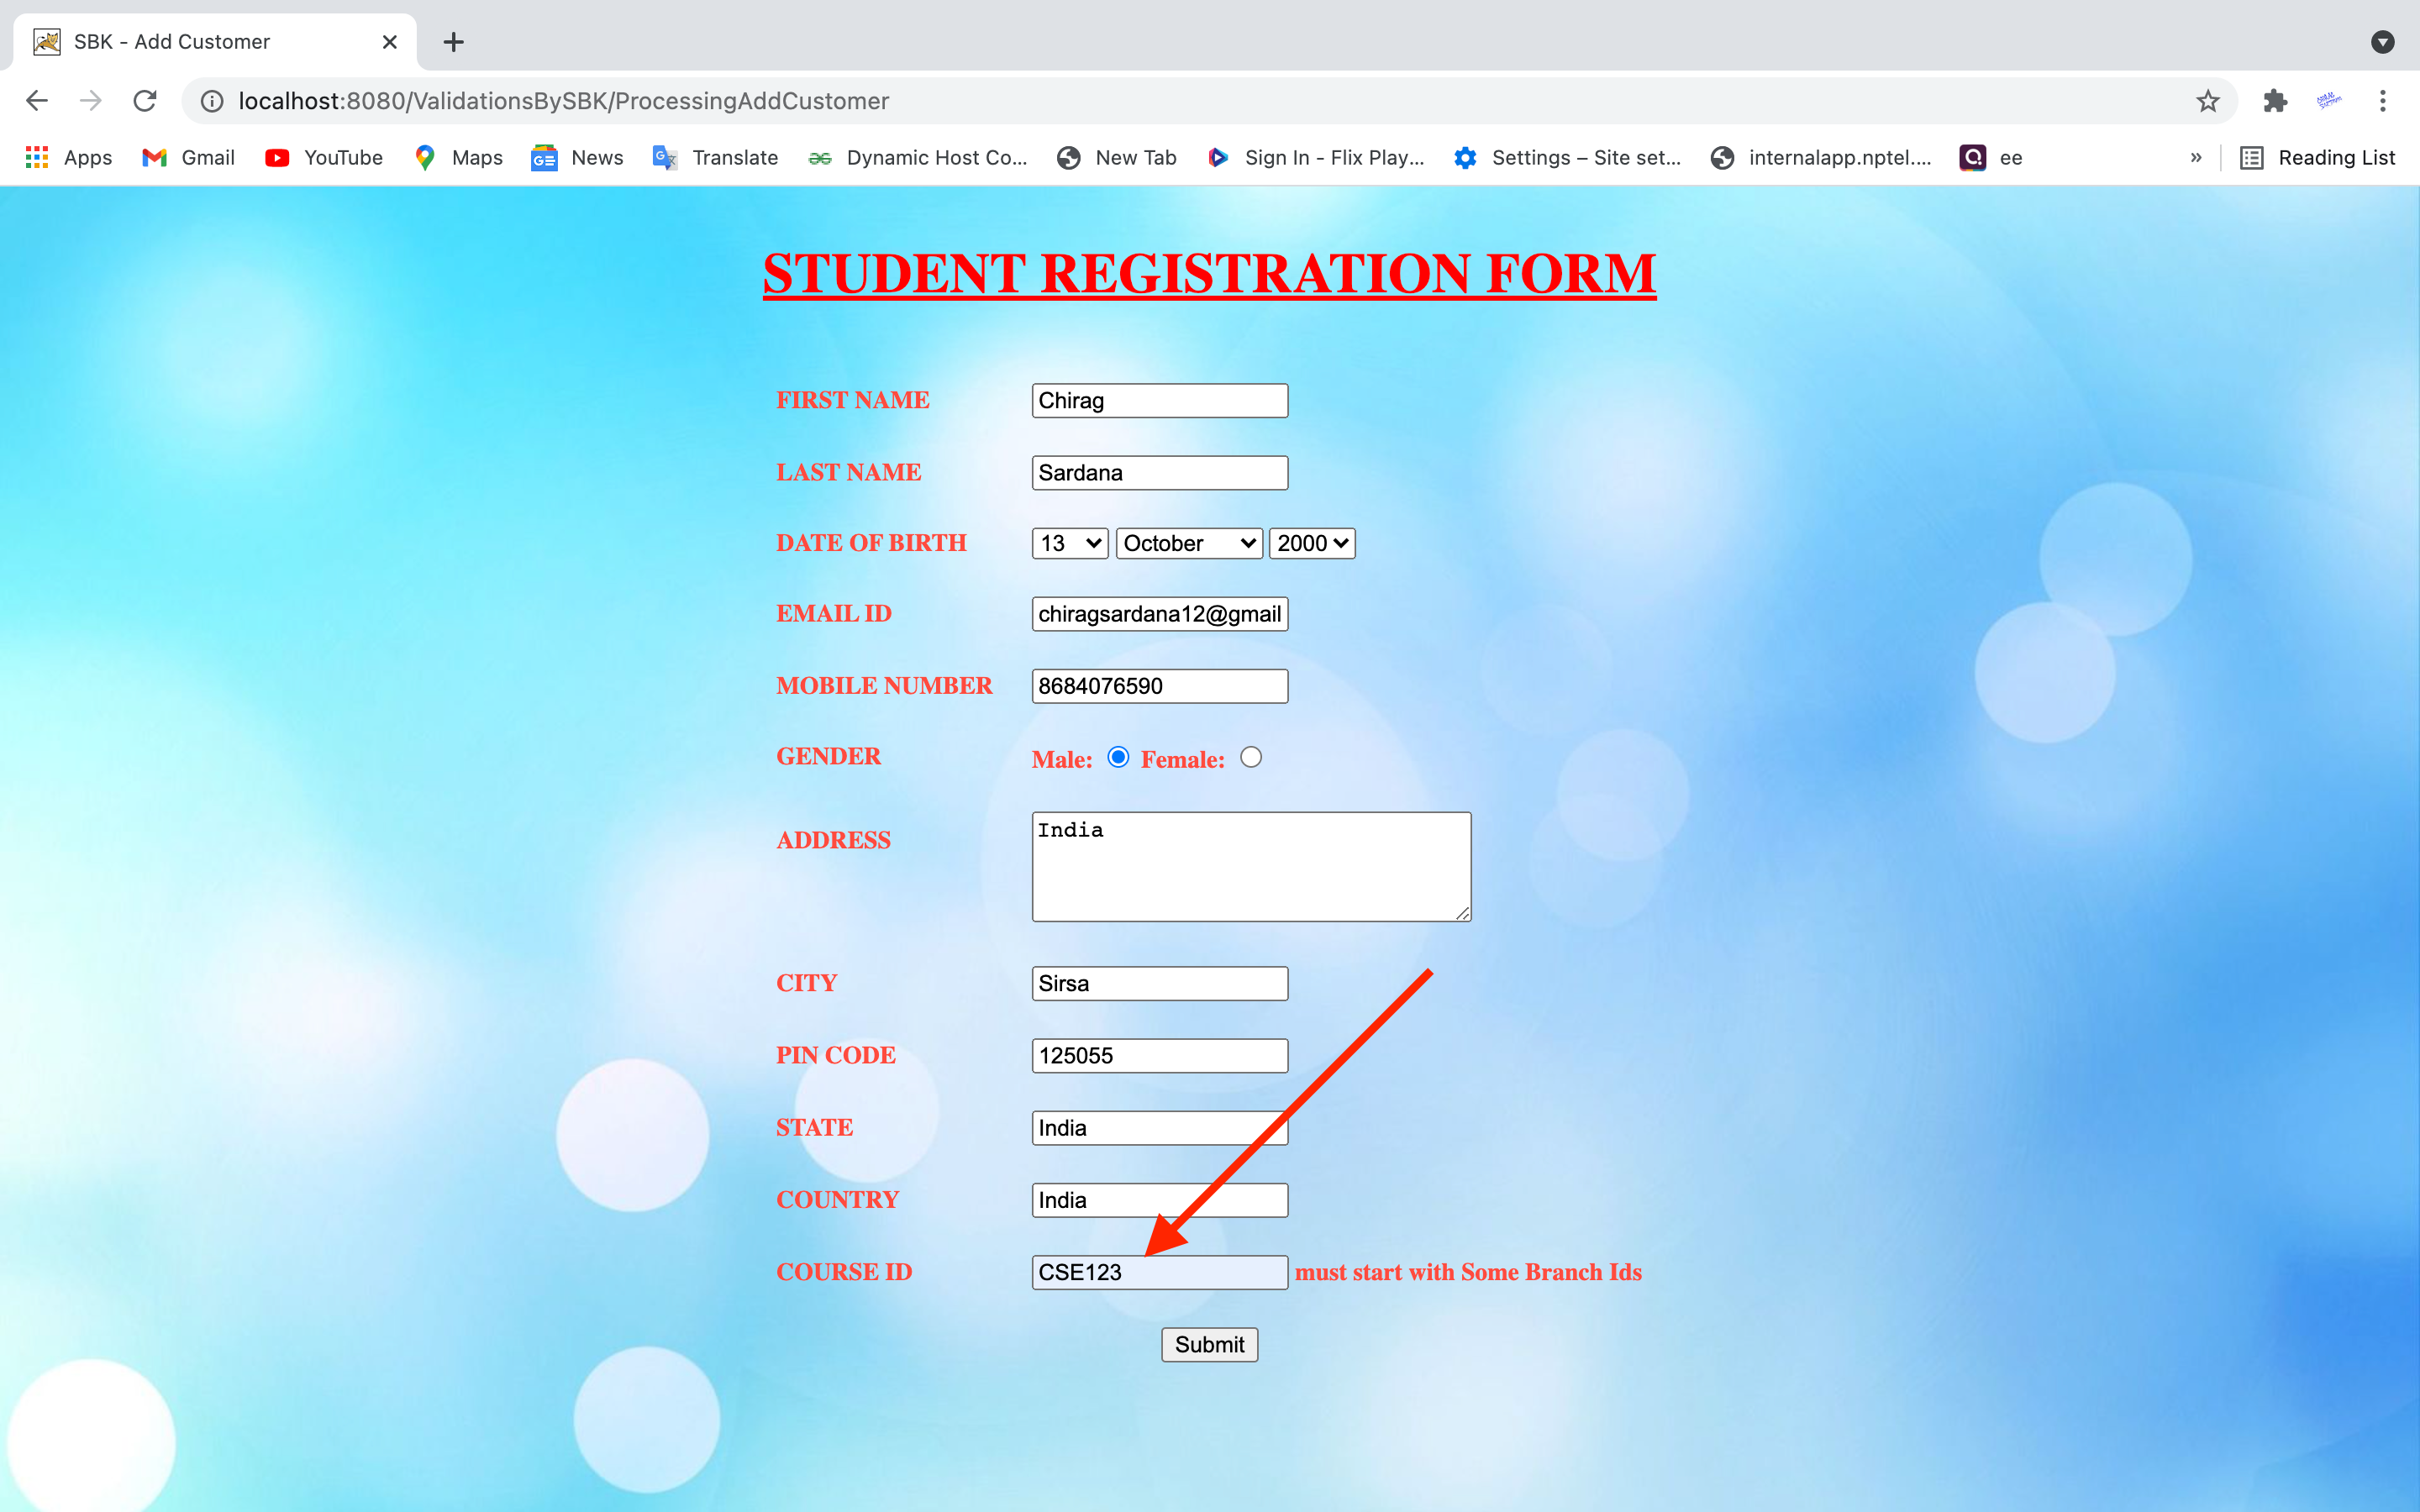 SBK - Add Customer
localhost:8080/ValidationsBySBK/ProcessingAddCustomer
Apps Gmail YouTube Maps News Translate Dynamic Host Co... New Tab Sign In - Flix Play... Settings – Site set... internalapp.nptel.... ee » Reading List
STUDENT REGISTRATION FORM
FIRST NAME Chirag
LAST NAME Sardana
DATE OF BIRTH 13 October 2000
EMAIL ID chiragsardana12@gmail
MOBILE NUMBER 8684076590
GENDER Male: Female:
ADDRESS India
CITY Sirsa
PIN CODE 125055
STATE India
COUNTRY India
COURSE ID CSE123 must start with Some Branch Ids
Submit